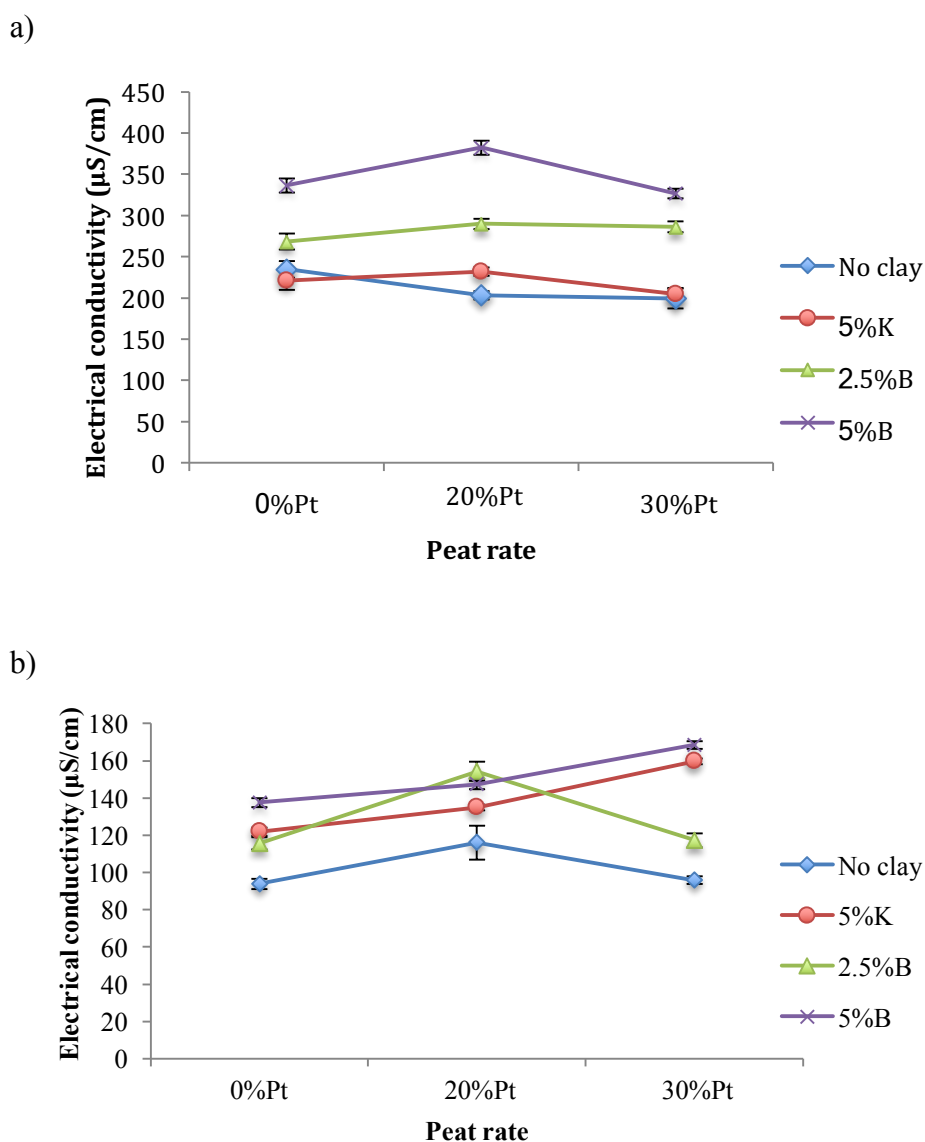 a)
Electrical conductivity (µS/cm)
450
400
350
300
250
200
150
100
50
0
0%Pt 20%Pt 30%Pt
Peat rate
No clay
5%K
2.5%B
5%B
b)
Electrical conductivity (µS/cm)
180
160
140
120
100
80
60
40
20
0
0%Pt 20%Pt 30%Pt
Peat rate
No clay
5%K
2.5%B
5%B